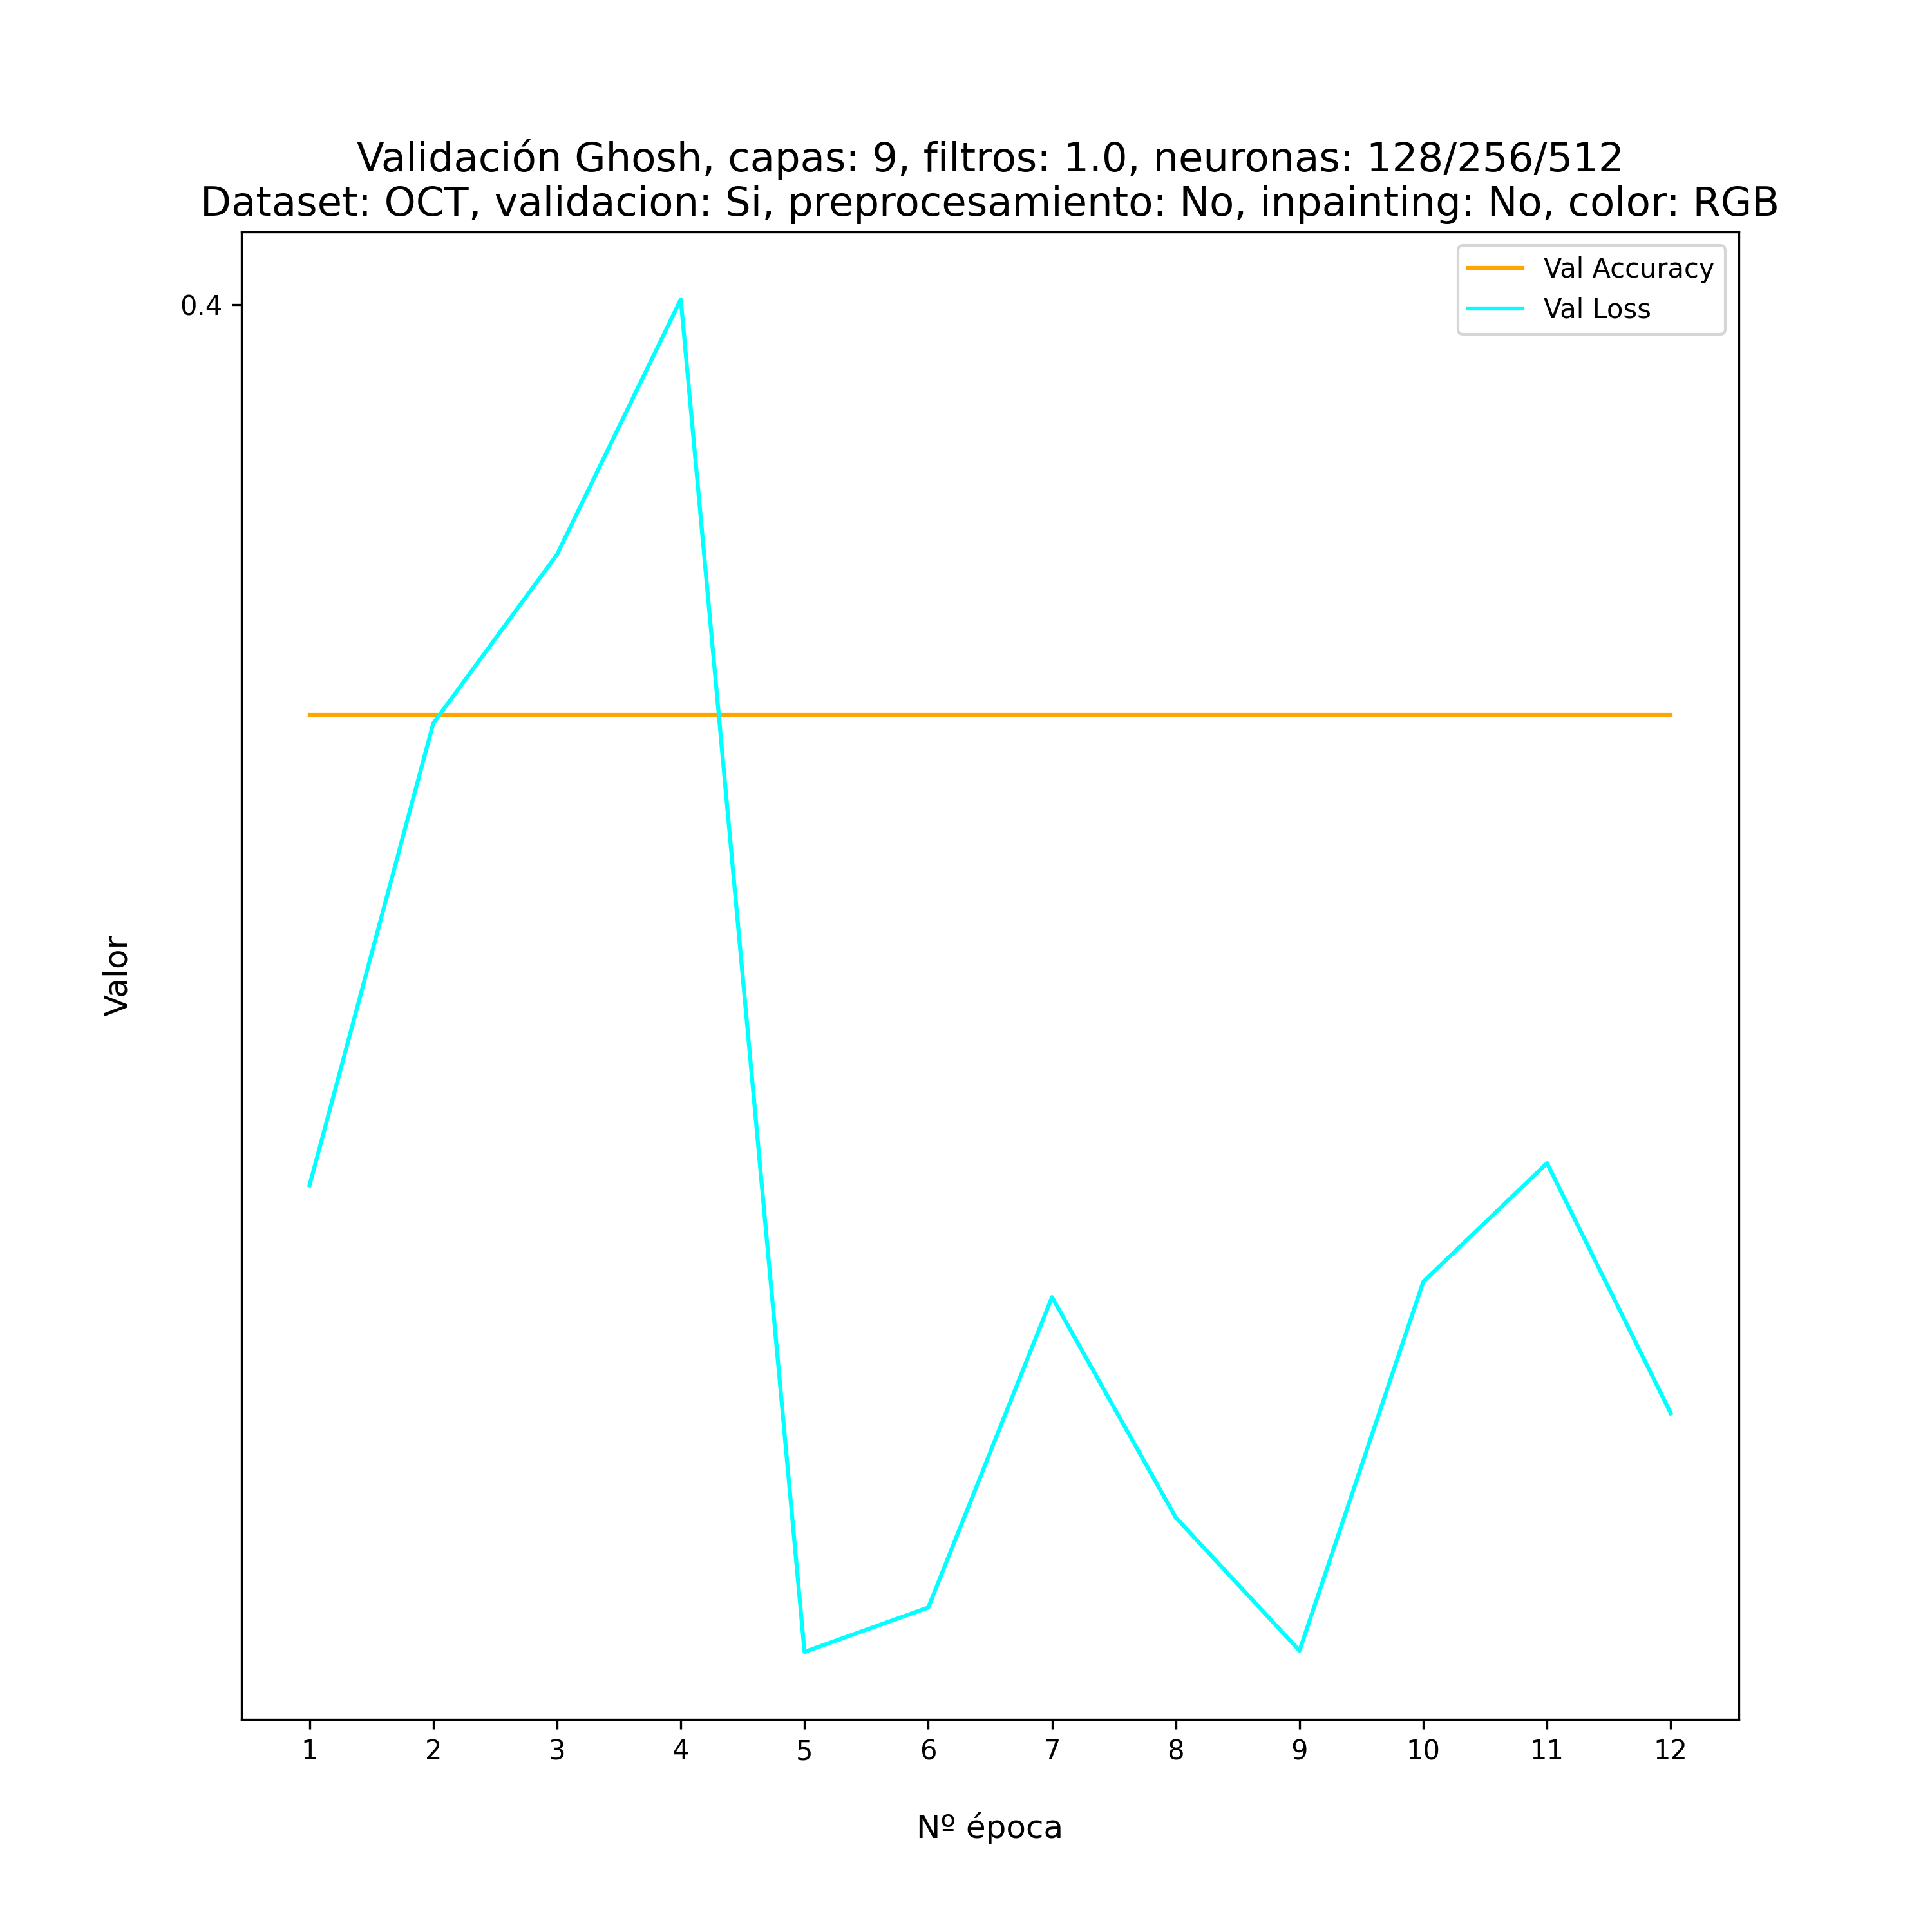 Validación Ghosh, capas: 9, filtros: 1.0, neuronas: 128/256/512
Dataset: OCT, validacion: Si, preprocesamiento: No, inpainting: No, color: RGB
Val Accuracy
Val Loss
0.4
Valor
1 2 3 4 5 6 7 8 9 10 11 12
Nº época